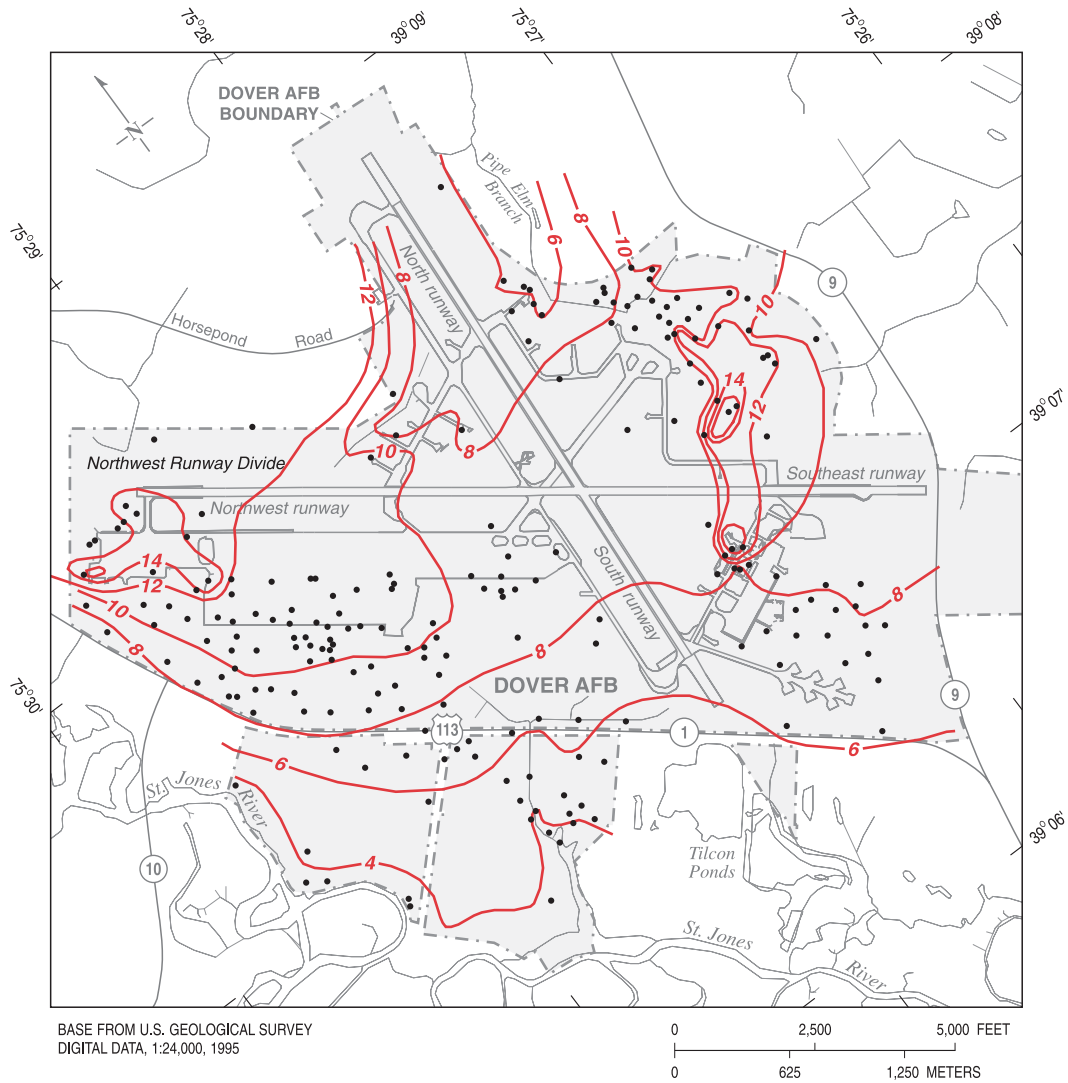 75°28'
39°09'
75°27'
75°26'
39°08'
DOVER AFB
BOUNDARY
N
Pipe Elm
Branch
75°29'
6
8
10
12
8
North runway
10
9
Horsepond Road
14
12
39°07'
10
8
Northwest Runway Divide
Southeast runway
Northwest runway
14
12
10
8
South runway
8
8
75°30'
DOVER AFB
9
113
1
6
6
St. Jones
River
4
10
Tilcon
Ponds
39°06'
St. Jones
River
BASE FROM U.S. GEOLOGICAL SURVEY
DIGITAL DATA, 1:24,000, 1995
0 2,500 5,000 FEET
0 625 1,250 METERS